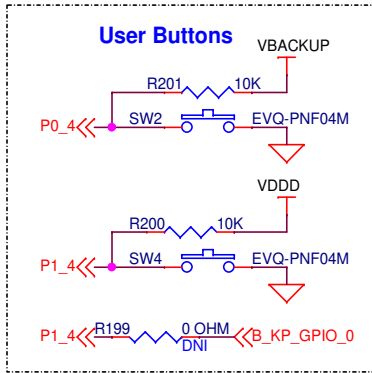 User Buttons
VBACKUP
R201 10K
P0_4 SW2 EVQ-PNF04M
VDDD
R200 10K
P1_4 SW4 EVQ-PNF04M
P1_4 R199 0 OHM B_KP_GPIO_0
DNI